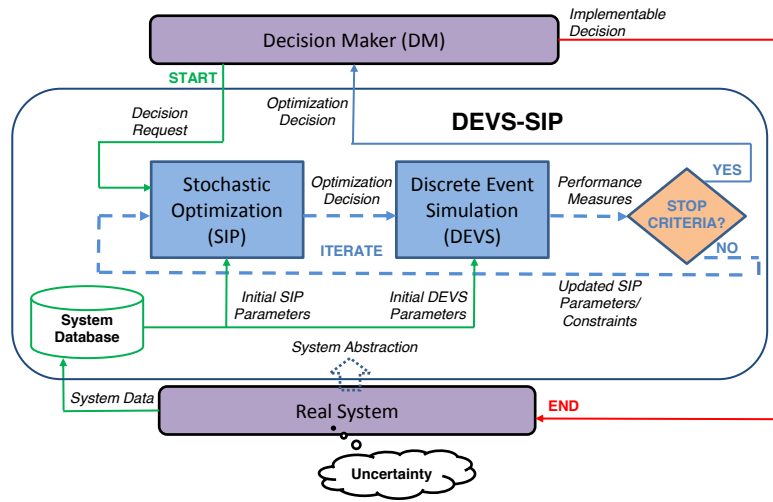 Implementable
Decision
Decision Maker (DM)
START
Decision
Request
Optimization
Decision
DEVS-SIP
YES
Stochastic
Optimization
(SIP)
Optimization
Decision
Discrete Event
Simulation
(DEVS)
Performance
Measures
STOP
CRITERIA?
NO
ITERATE
Initial SIP
Parameters
Initial DEVS
Parameters
Updated SIP
Parameters/
Constraints
System
Database
System Abstraction
System Data
Real System
END
Uncertainty